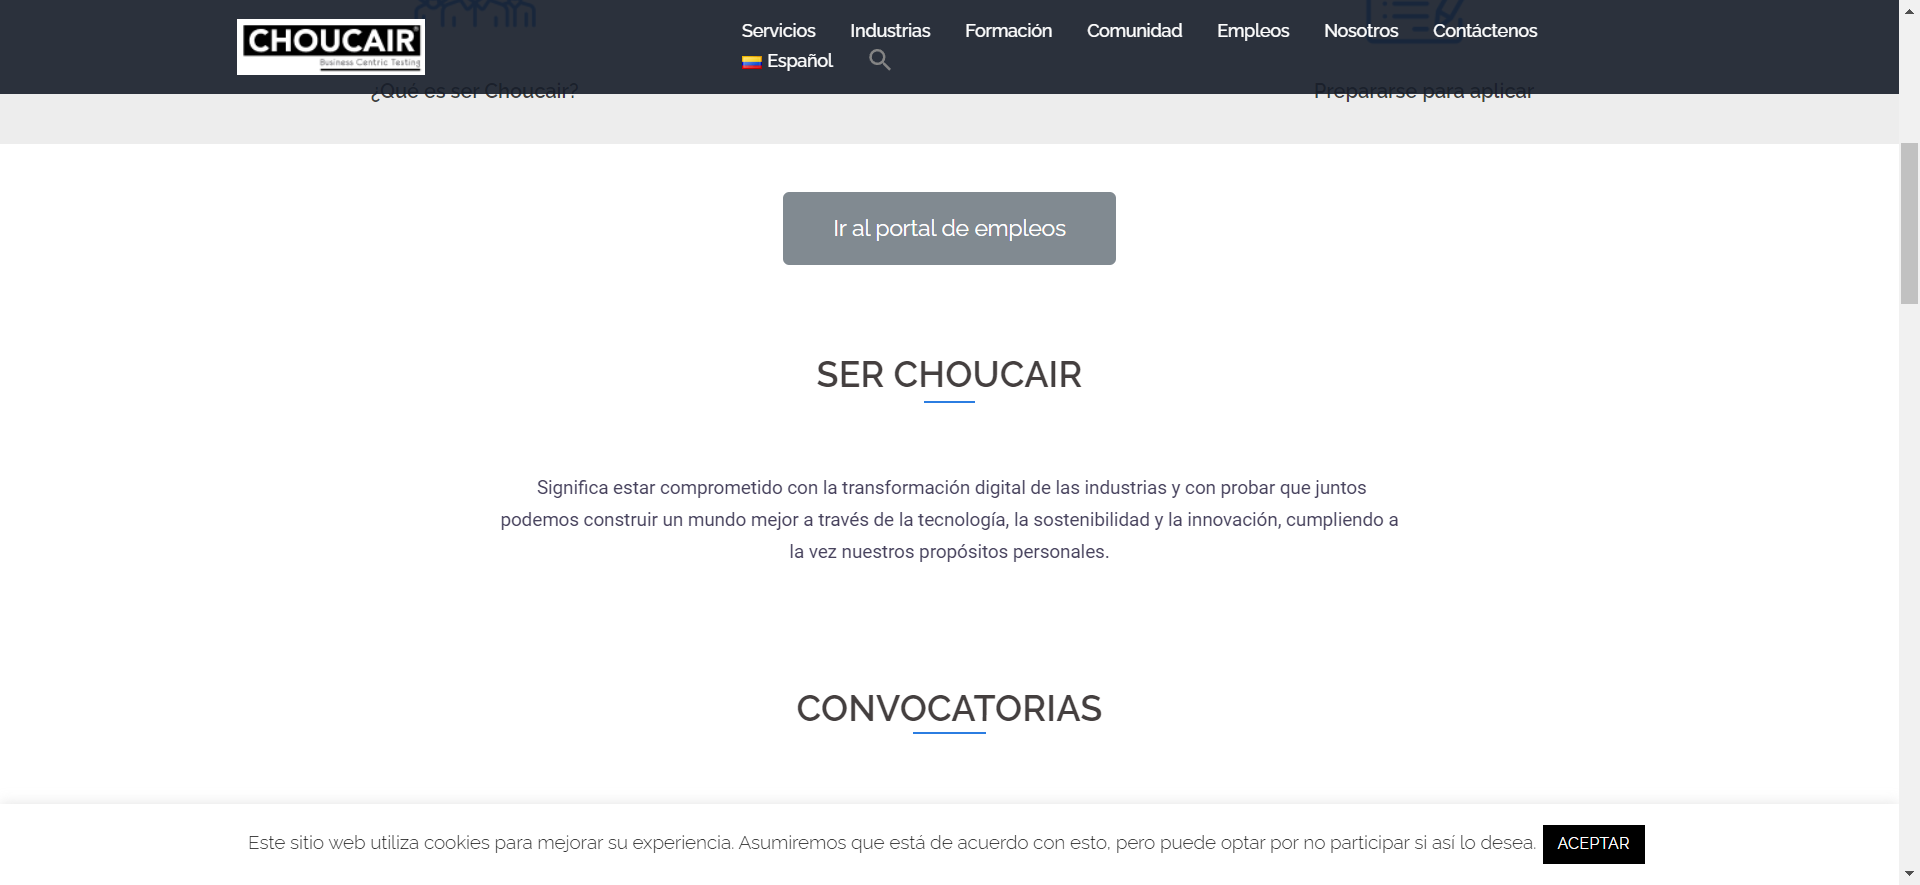 CHOUCAIR
Business Centric Testing
Servicios Industrias Formación Comunidad Empleos Nosotros Contáctenos
Español
¿Qué es ser Choucair? Prepararse para aplicar
Ir al portal de empleos
SER CHOUCAIR
Significa estar comprometido con la transformación digital de las industrias y con probar que juntos
podemos construir un mundo mejor a través de la tecnología, la sostenibilidad y la innovación, cumpliendo a
la vez nuestros propósitos personales.
CONVOCATORIAS
Este sitio web utiliza cookies para mejorar su experiencia. Asumiremos que está de acuerdo con esto, pero puede optar por no participar si así lo desea. ACEPTAR